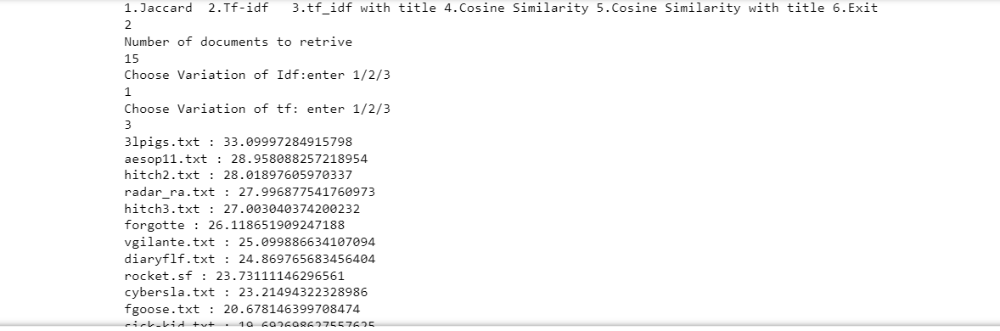 1.Jaccard  2.Tf-idf   3.tf_idf with title 4.Cosine Similarity 5.Cosine Similarity with title 6.Exit
2
Number of documents to retrive
15
Choose Variation of Idf:enter 1/2/3
1
Choose Variation of tf: enter 1/2/3
3
3lpigs.txt : 33.09997284915798
aesop11.txt : 28.958088257218954
hitch2.txt : 28.01897605970337
radar_ra.txt : 27.996877541760973
hitch3.txt : 27.003040374200232
forgotte : 26.118651909247188
vgilante.txt : 25.099886634107094
diaryflf.txt : 24.869765683456404
rocket.sf : 23.73111146296561
cybersla.txt : 23.21494322328986
fgoose.txt : 20.678146399708474
sick-kid.txt : 19.692698627557625